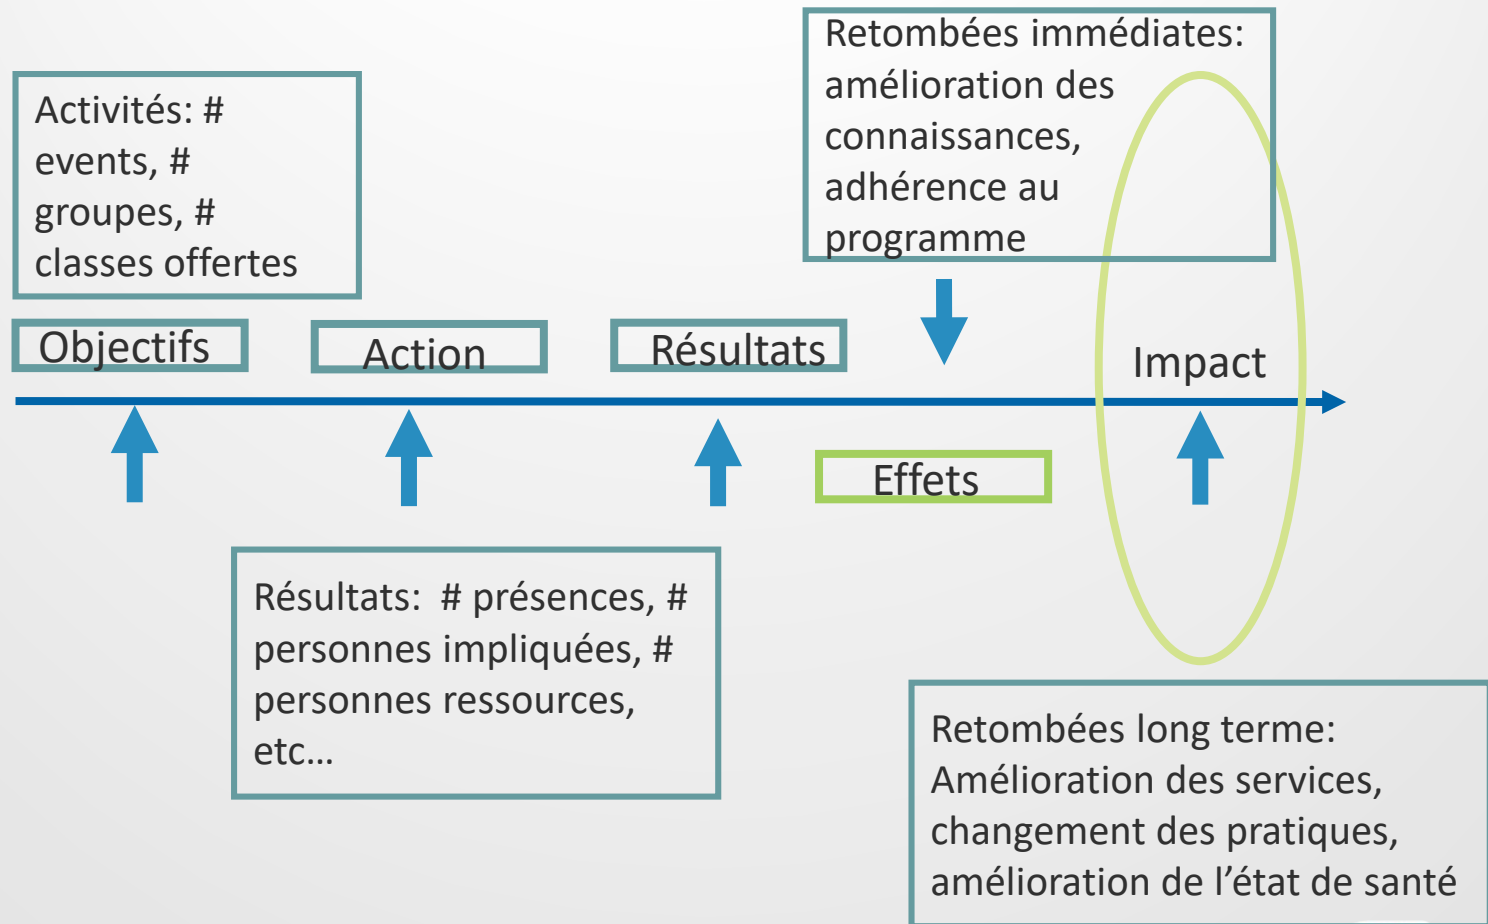 Retombées immédiates:
amélioration des
connaissances,
adhérence au
programme
Activités: #
events, #
groupes, #
classes offertes
Objectifs
Action
Résultats
Impact
Effets
Résultats:  # présences, #
personnes impliquées, #
personnes ressources,
etc…
Retombées long terme:
Amélioration des services,
changement des pratiques,
amélioration de l’état de santé